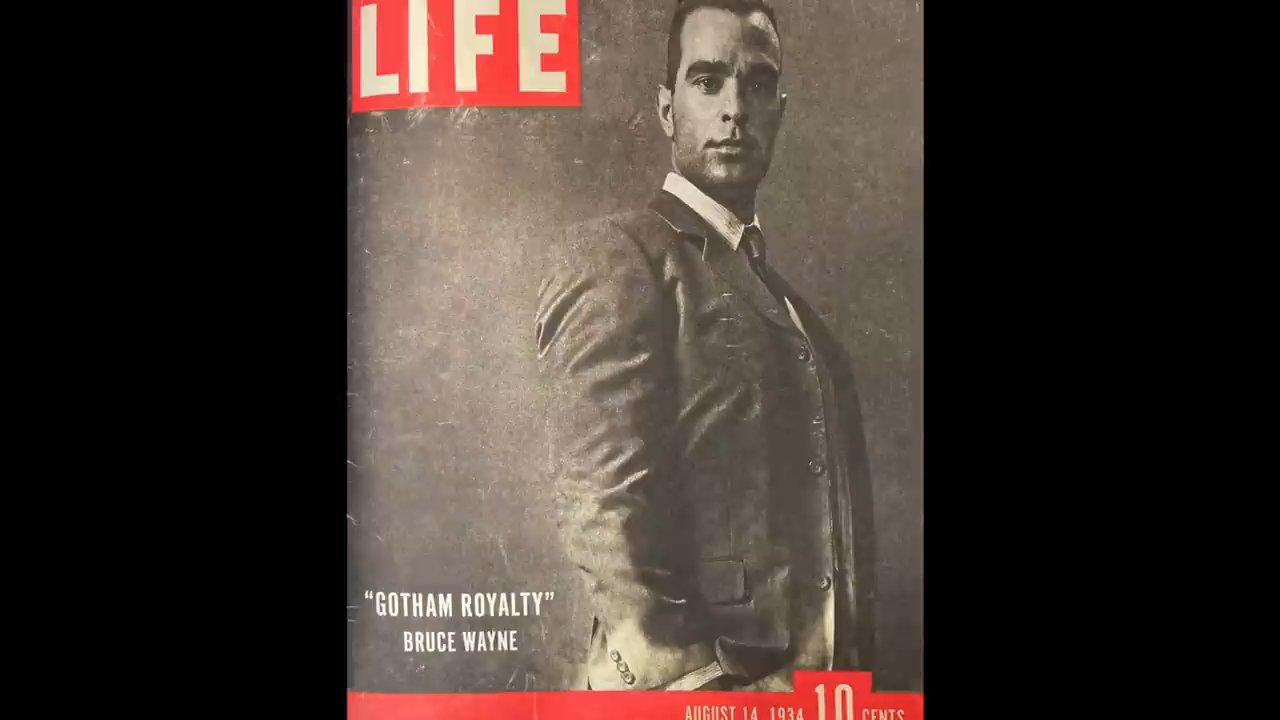 LIFE
“GOTHAM ROYALTY”
BRUCE WAYNE
AUGUST 14, 1934 10 CENTS